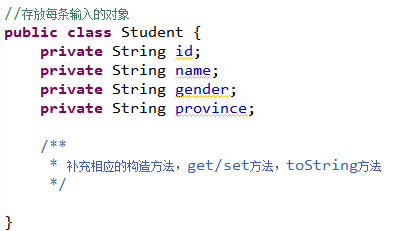 //存放每条输入的对象
public class Student {
private String id;
private String name;
private String gender;
private String province;
/**
* 补充相应的构造方法，get/set方法，toString方法
*/
}